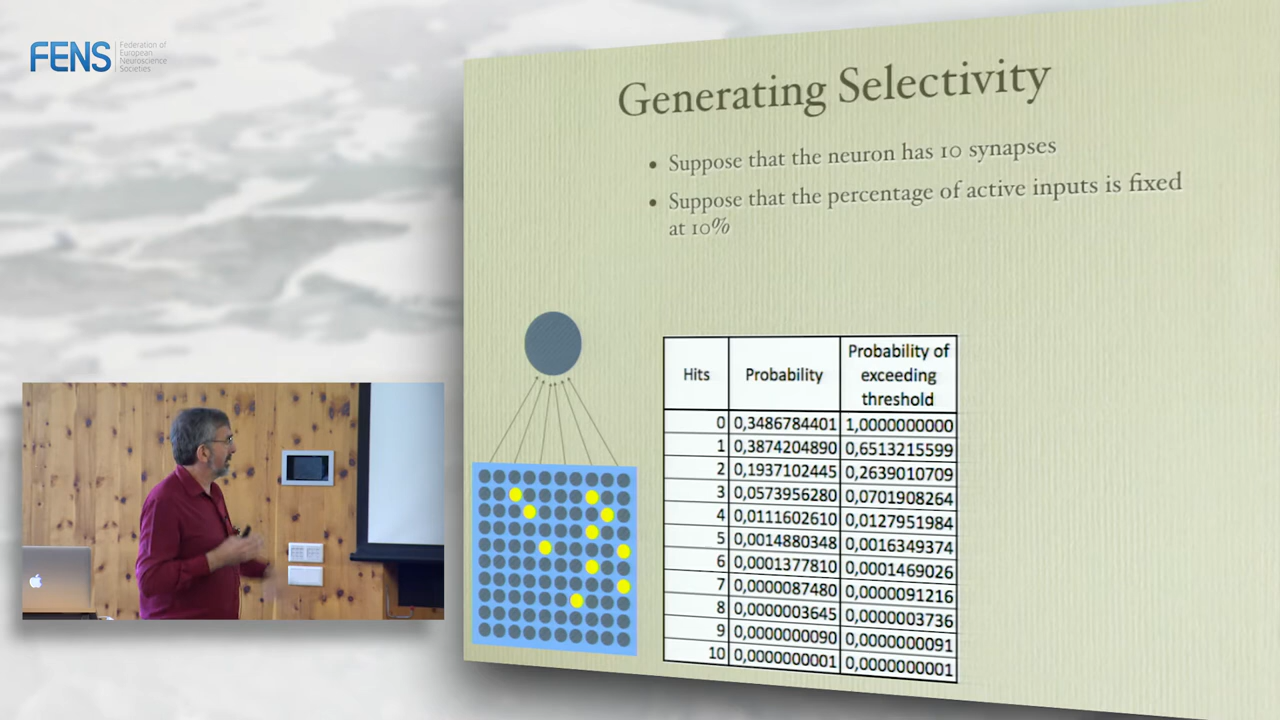 FENS
Federation of
European
Neuroscience
Societies
Generating Selectivity
• Suppose that the neuron has 10 synapses
• Suppose that the percentage of active inputs is fixed
at 10%
Hits Probability Probability of
exceeding
threshold
0 0,3486784401 1,0000000000
1 0,3874204890 0,6513215599
2 0,1937102445 0,2639010709
3 0,0573956280 0,0701908264
4 0,0111602610 0,0127951984
5 0,0014880348 0,0016349374
6 0,0001377810 0,0001469026
7 0,0000087480 0,0000091216
8 0,0000003645 0,0000003736
9 0,0000000090 0,0000000091
10 0,0000000001 0,0000000001